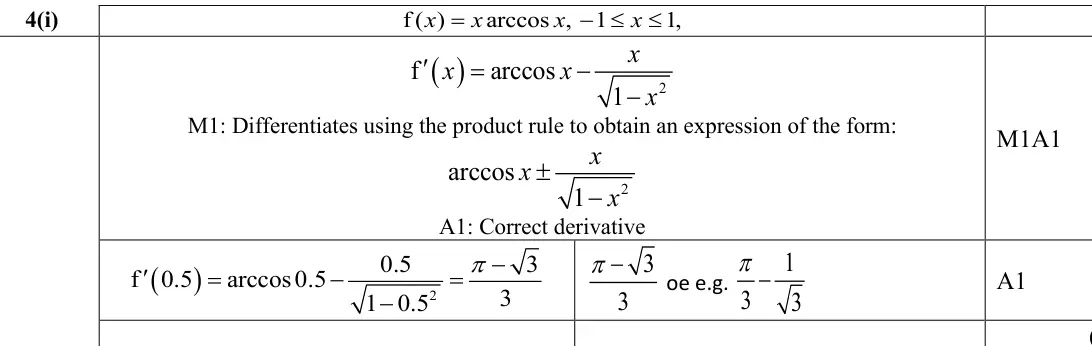 4(i) f(x) = x arccos x, −1 ≤ x ≤ 1,
f′(x) = arccos x − x/√(1 − x²)
M1: Differentiates using the product rule to obtain an expression of the form:
arccos x ± x/√(1 − x²)
M1A1
A1: Correct derivative
f′(0.5) = arccos 0.5 − 0.5/√(1 − 0.5²) = (π − √3)/3 (π − √3)/3 oe e.g. π/3 − 1/√3 A1